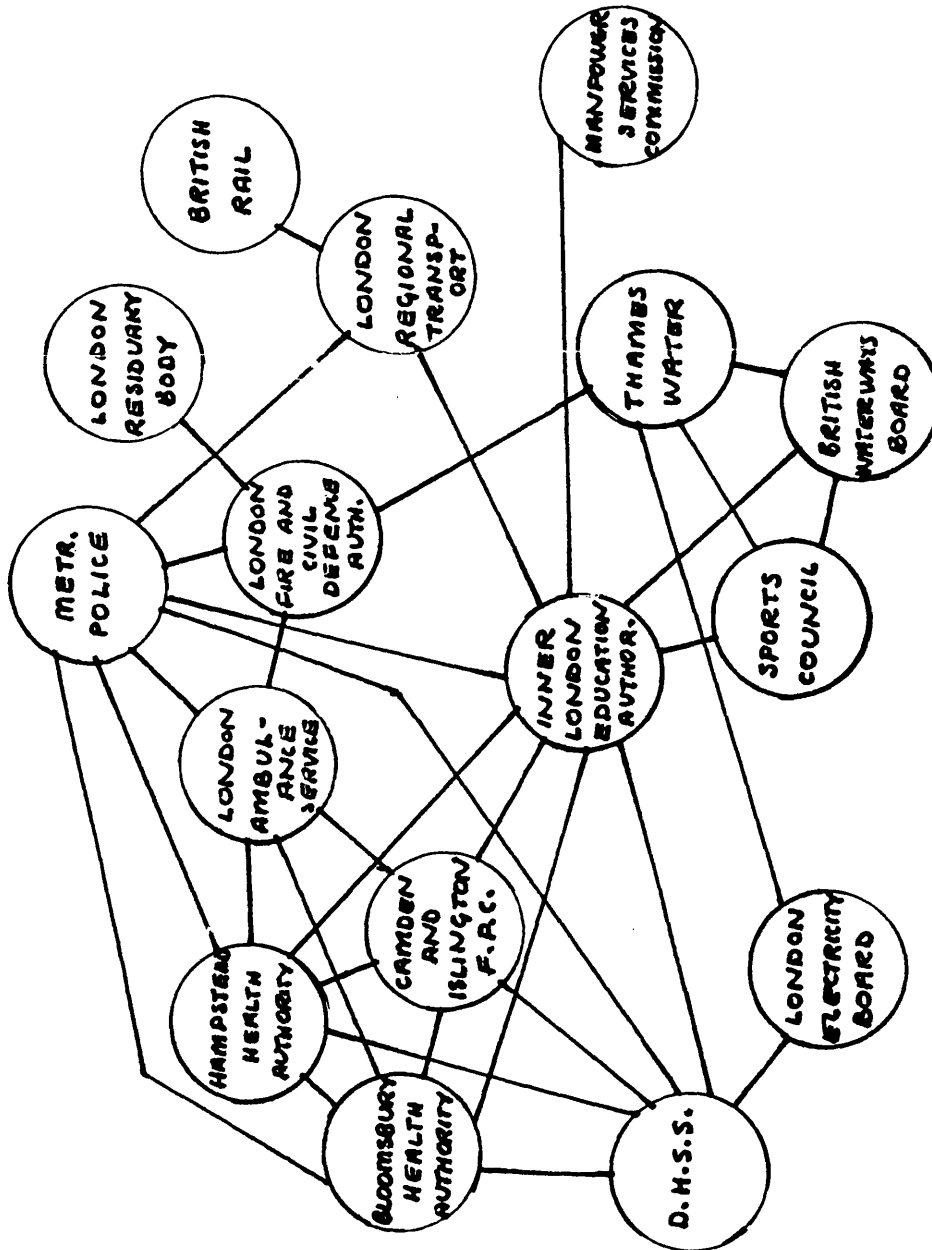 METR.
POLICE
LONDON
RESIDUARY
BODY
BRITISH
RAIL
LONDON
FIRE AND
CIVIL
DEFENCE
AUTH.
LONDON
REGIONAL
TRANSP-
ORT
LONDON
AMBUL-
ANCE
SERVICE
HAMPSTEAD
HEALTH
AUTHORITY
CAMDEN
AND
ISLINGTON
F.P.C.
BLOOMSBURY
HEALTH
AUTHORITY
INNER
LONDON
EDUCATION
AUTHOR.
MANPOWER
SERVICES
COMMISSION
THAMES
WATER
SPORTS
COUNCIL
BRITISH
WATERWAYS
BOARD
D.H.S.S.
LONDON
ELECTRICITY
BOARD